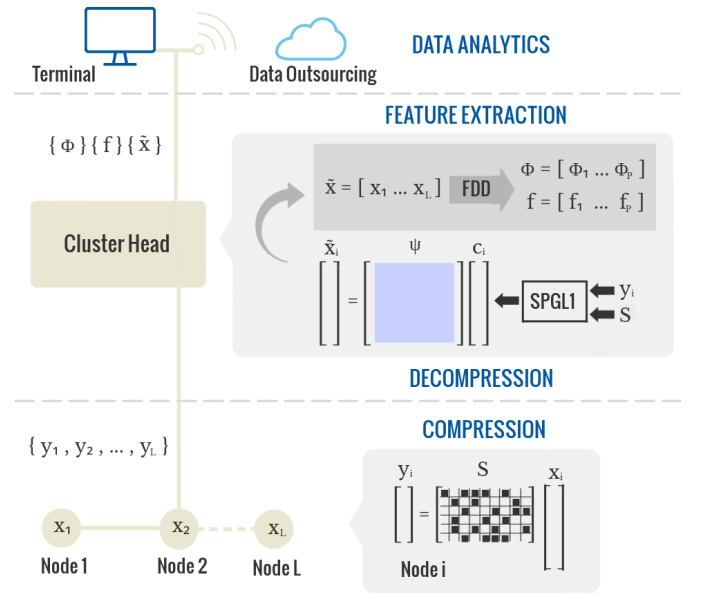 DATA ANALYTICS
Terminal
Data Outsourcing
FEATURE EXTRACTION
{ Φ } { f } { x̃ }
x̃ = [ x₁ ... x_L ] FDD
Φ = [ Φ₁ ... Φ_P ]
f = [ f₁ ... f_P ]
Cluster Head
x̃ᵢ ψ cᵢ
[ ] = [ ] [ ]
SPGL1
yᵢ
S
DECOMPRESSION
COMPRESSION
{ y₁ , y₂ , ... , y_L }
yᵢ S xᵢ
[ ] = [ ] [ ]
x₁ x₂ x_L
Node 1 Node 2 Node L
Node i